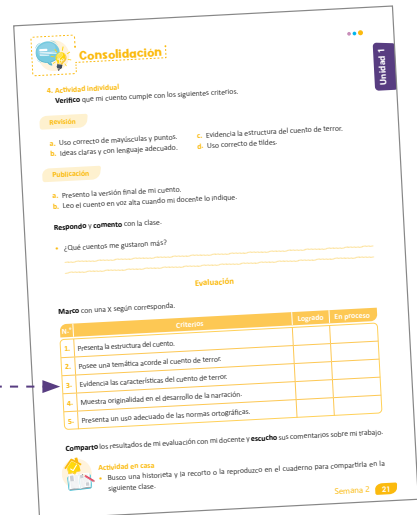 Consolidación
Unidad 1
4. Actividad individual
Verifico que mi cuento cumple con los siguientes criterios.
Revisión
a. Uso correcto de mayúsculas y puntos.
b. Ideas claras y con lenguaje adecuado.
c. Evidencia la estructura del cuento de terror.
d. Uso correcto de tildes.
Publicación
a. Presento la versión final de mi cuento.
b. Leo el cuento en voz alta cuando mi docente lo indique.
Respondo y comento con la clase.
• ¿Qué cuentos me gustaron más?
Evaluación
Marco con una X según corresponda.
N.° Criterios Logrado En proceso
1. Presenta la estructura del cuento.
2. Posee una temática acorde al cuento de terror.
3. Evidencia las características del cuento de terror.
4. Muestra originalidad en el desarrollo de la narración.
5. Presenta un uso adecuado de las normas ortográficas.
Comparto los resultados de mi evaluación con mi docente y escucho sus comentarios sobre mi trabajo.
Actividad en casa
• Busco una historieta y la recorto o la reproduzco en el cuaderno para compartirla en la
siguiente clase.
Semana 2 21